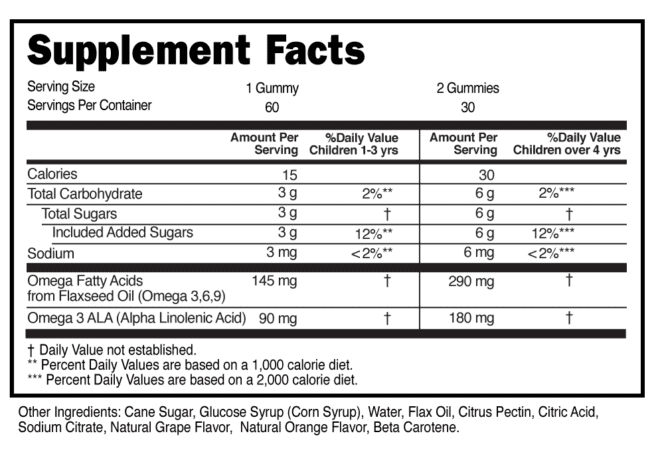 Supplement Facts
Serving Size 1 Gummy 2 Gummies
Servings Per Container 60 30
Amount Per %Daily Value Amount Per %Daily Value
Serving Children 1-3 yrs Serving Children over 4 yrs
Calories 15 30
Total Carbohydrate 3 g 2%** 6 g 2%***
Total Sugars 3 g † 6 g †
Included Added Sugars 3 g 12%** 6 g 12%***
Sodium 3 mg <2%** 6 mg <2%***
Omega Fatty Acids 145 mg † 290 mg †
from Flaxseed Oil (Omega 3,6,9)
Omega 3 ALA (Alpha Linolenic Acid) 90 mg † 180 mg †
† Daily Value not established.
** Percent Daily Values are based on a 1,000 calorie diet.
*** Percent Daily Values are based on a 2,000 calorie diet.
Other Ingredients: Cane Sugar, Glucose Syrup (Corn Syrup), Water, Flax Oil, Citrus Pectin, Citric Acid,
Sodium Citrate, Natural Grape Flavor, Natural Orange Flavor, Beta Carotene.